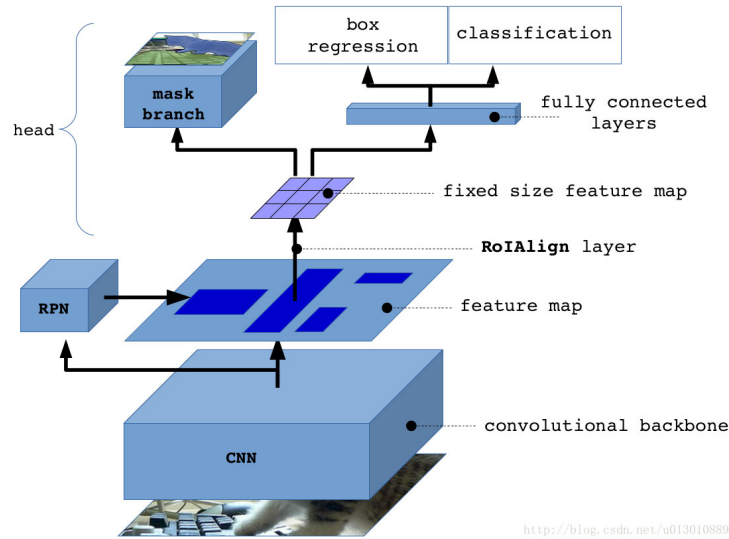 box
regression
classification
mask
branch
head
fully connected
layers
fixed size feature map
RoIAlign layer
RPN
feature map
convolutional backbone
CNN
http://blog.csdn.net/u013010889